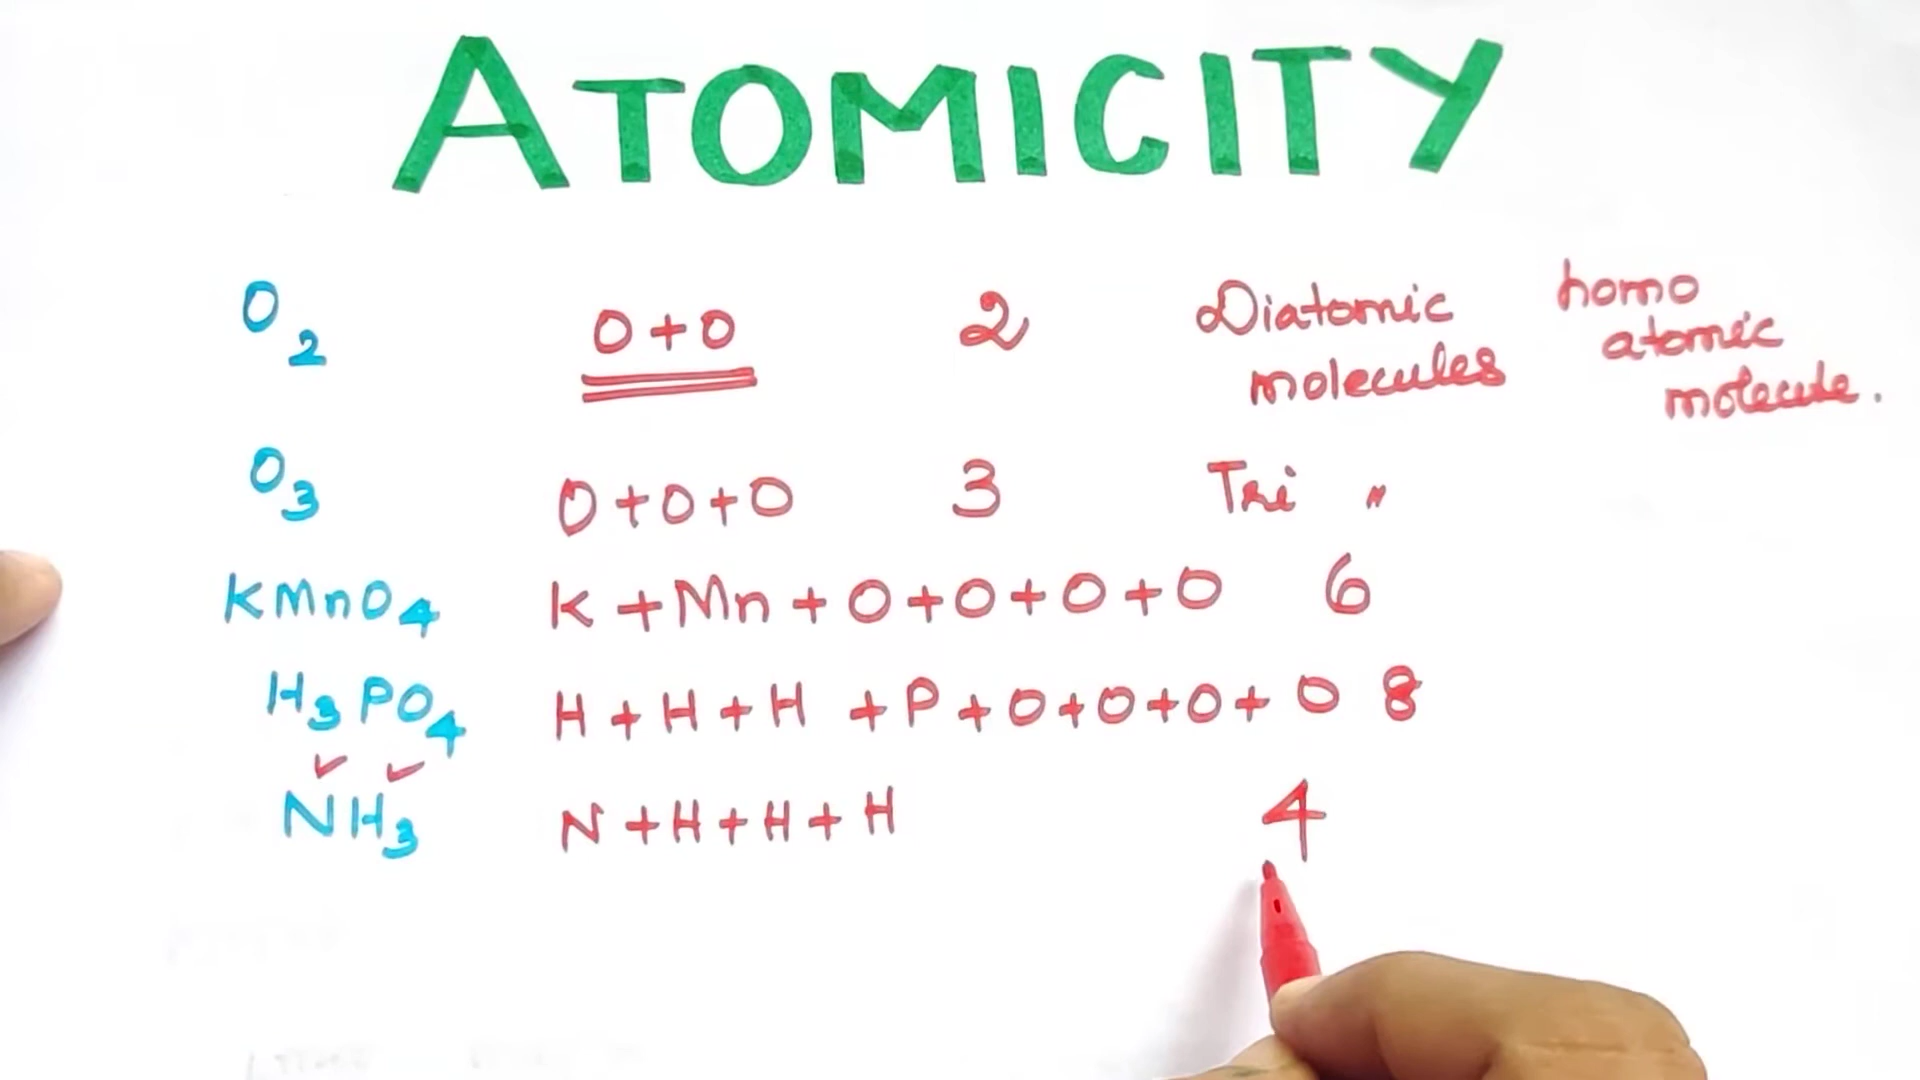 ATOMICITY
O2 O+O 2 Diatomic molecules homo atomic molecule.
O3 O+O+O 3 Tri "
KMnO4 K+Mn+O+O+O+O 6
H3PO4 H+H+H+P+O+O+O+O 8
✓ ✓
NH3 N+H+H+H 4